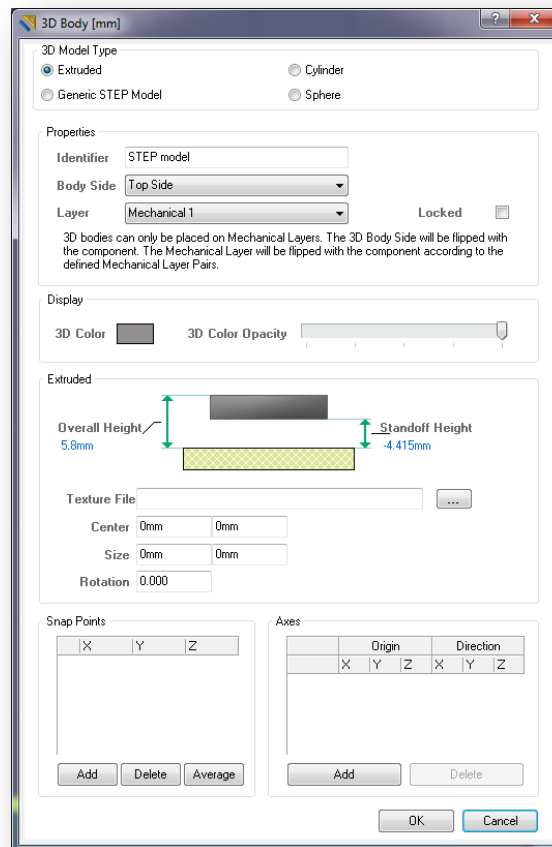 3D Body [mm]
3D Model Type
Extruded
Cylinder
Generic STEP Model
Sphere
Properties
Identifier STEP model
Body Side Top Side
Layer Mechanical 1 Locked
3D bodies can only be placed on Mechanical Layers. The 3D Body Side will be flipped with
the component. The Mechanical Layer will be flipped with the component according to the
defined Mechanical Layer Pairs.
Display
3D Color 3D Color Opacity
Extruded
Overall Height Standoff Height
5.8mm -4.415mm
Texture File ...
Center 0mm 0mm
Size 0mm 0mm
Rotation 0.000
Snap Points
X Y Z
Add Delete Average
Axes
Origin Direction
X Y Z X Y Z
Add Delete
OK Cancel